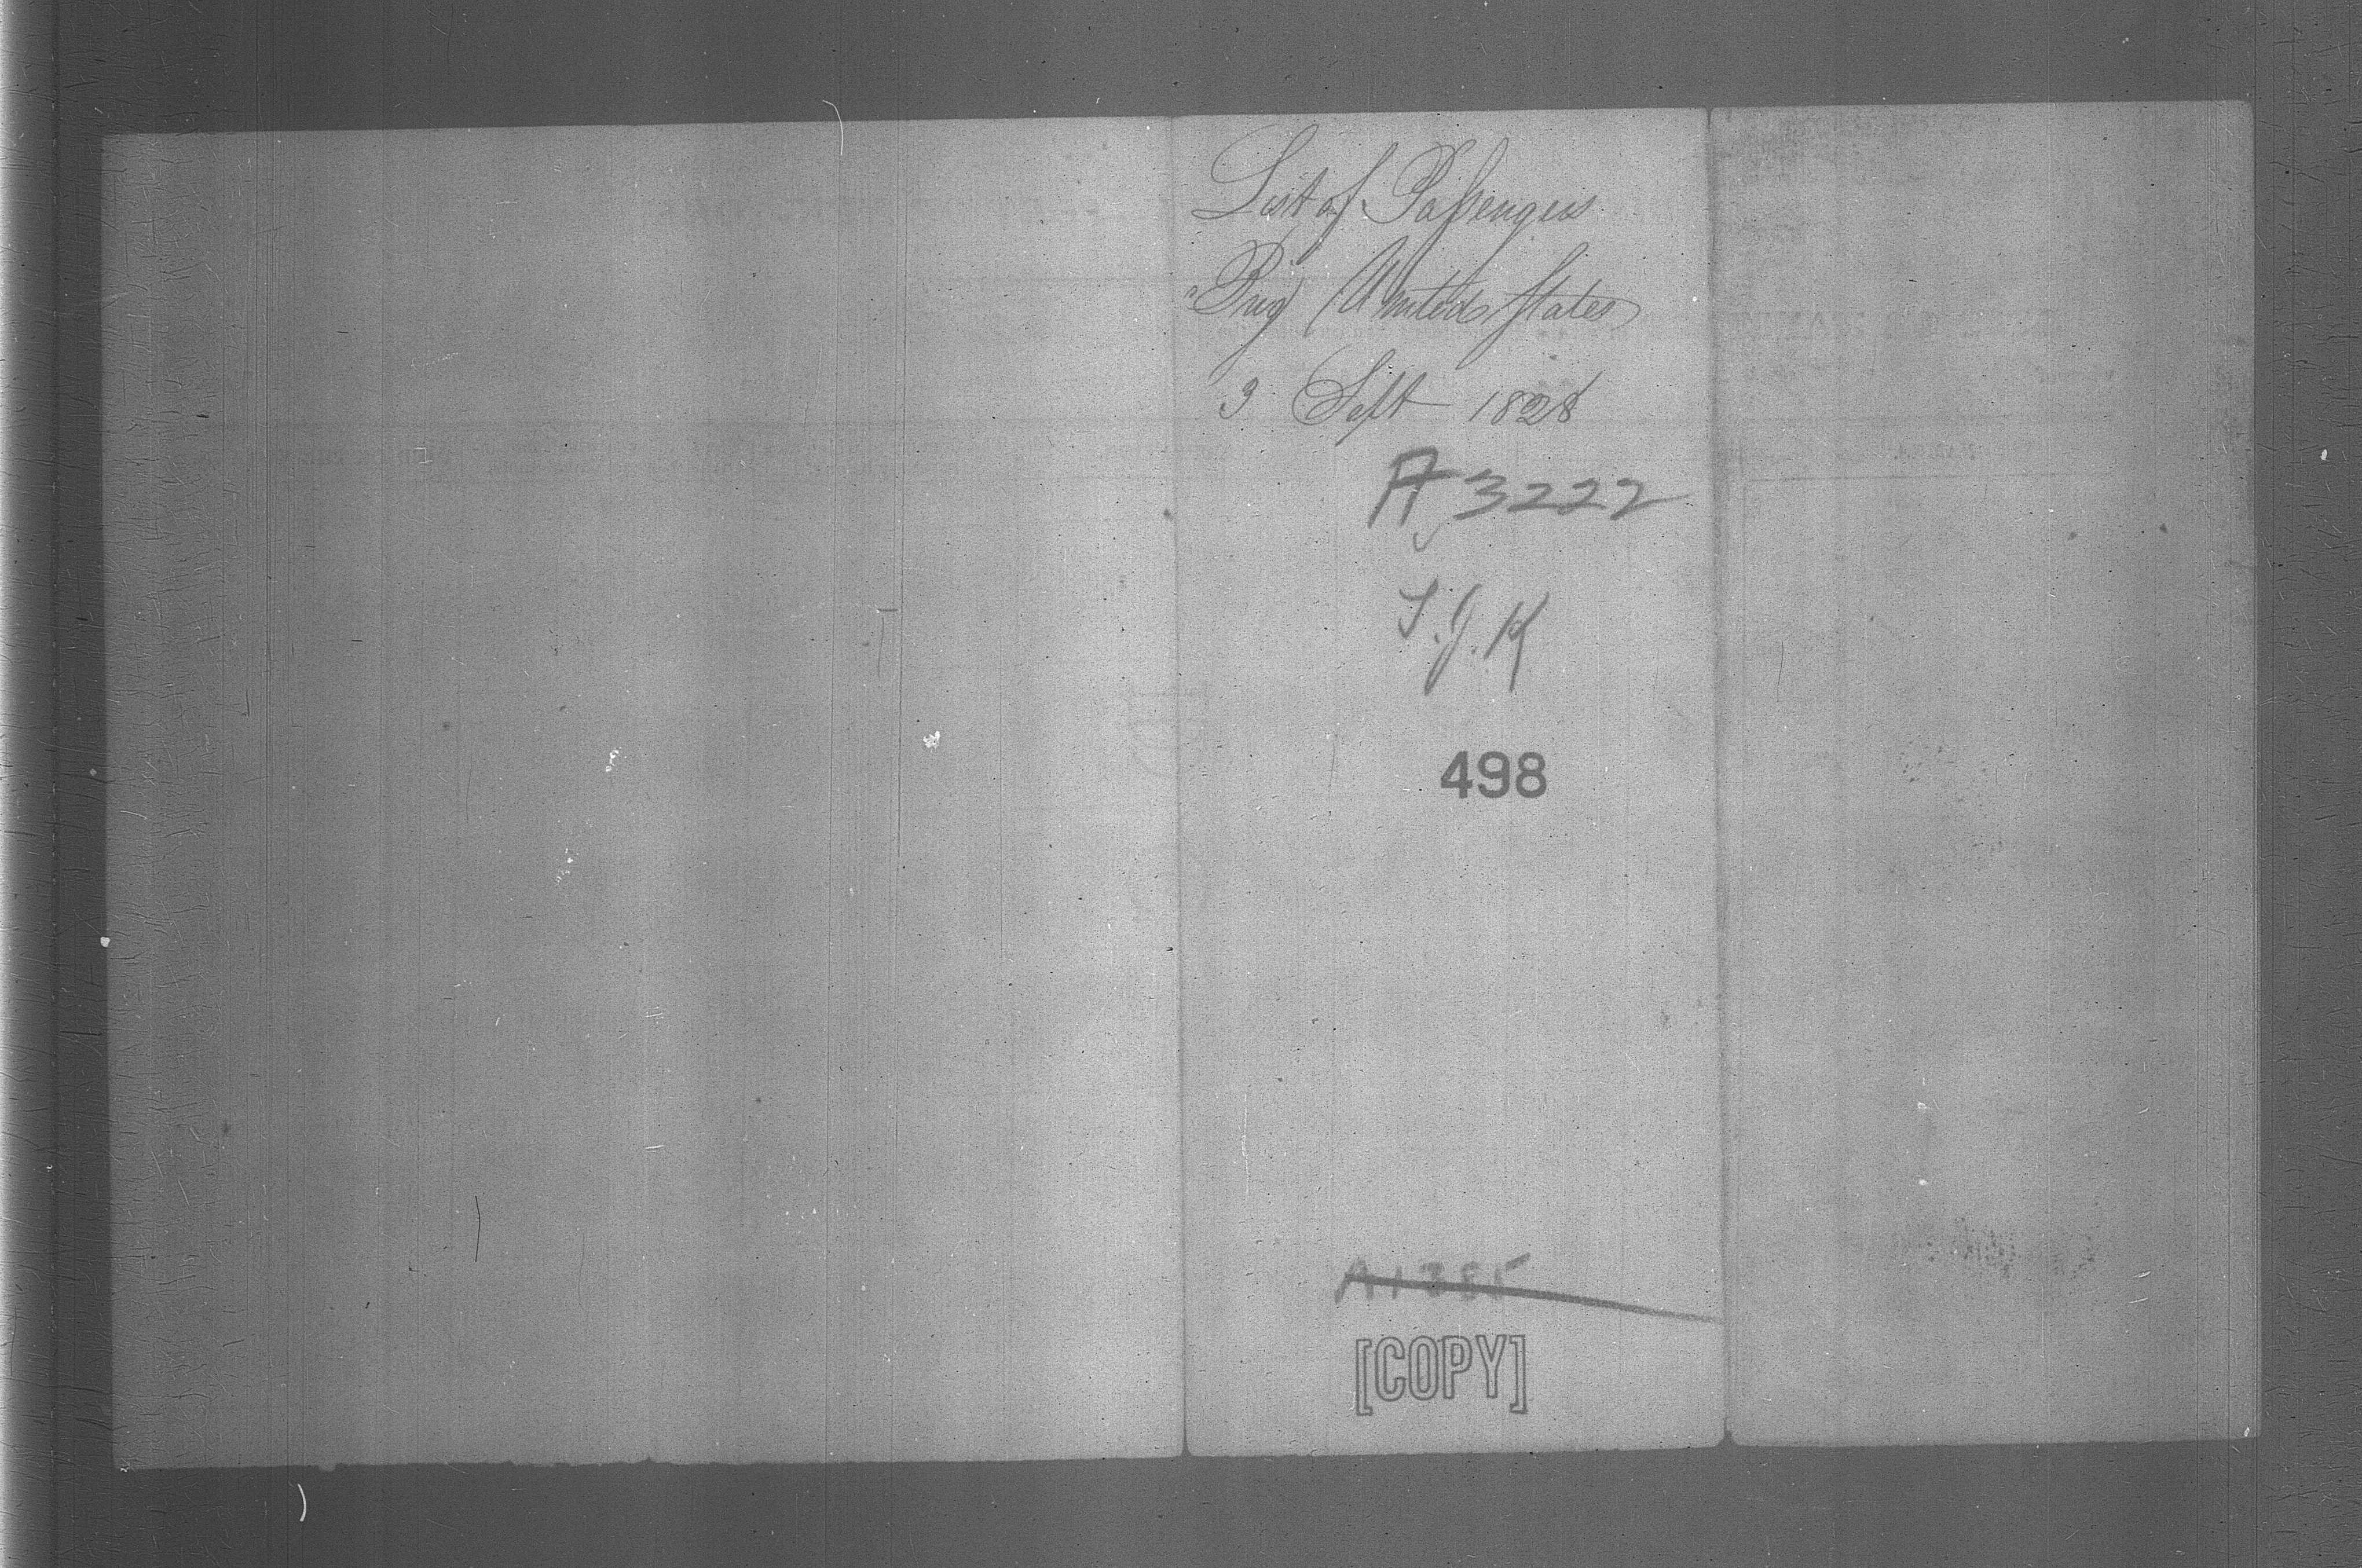 List of Passengers
"Brig United States
3 Sept 1828
A 3222
S.J.K
498
A1385
[COPY]